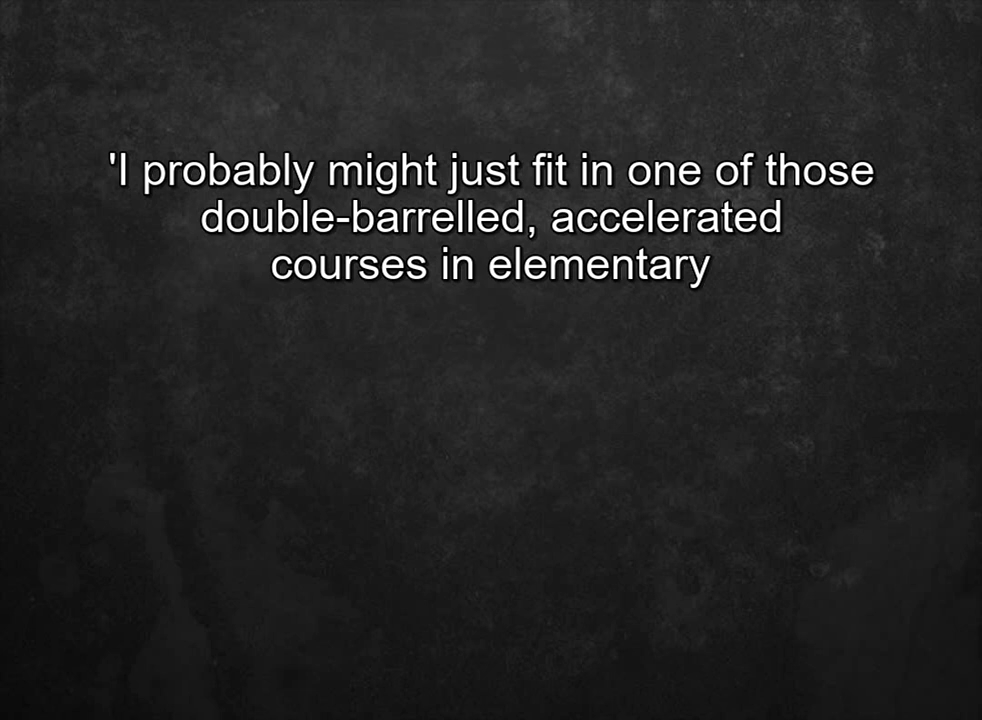 'I probably might just fit in one of those
double-barrelled, accelerated
courses in elementary